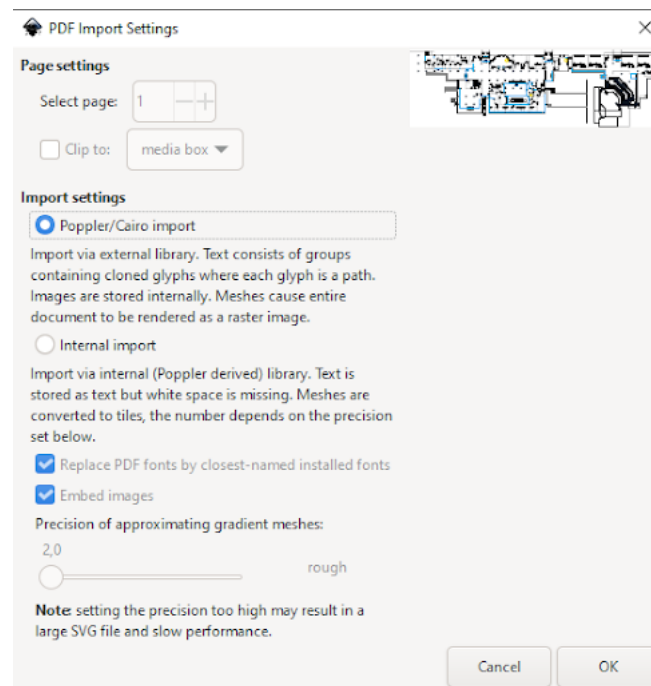 PDF Import Settings
Page settings
Select page: 1
Clip to: media box
Import settings
Poppler/Cairo import
Import via external library. Text consists of groups
containing cloned glyphs where each glyph is a path.
Images are stored internally. Meshes cause entire
document to be rendered as a raster image.
Internal import
Import via internal (Poppler derived) library. Text is
stored as text but white space is missing. Meshes are
converted to tiles, the number depends on the precision
set below.
Replace PDF fonts by closest-named installed fonts
Embed images
Precision of approximating gradient meshes:
2,0
rough
Note: setting the precision too high may result in a
large SVG file and slow performance.
Cancel OK